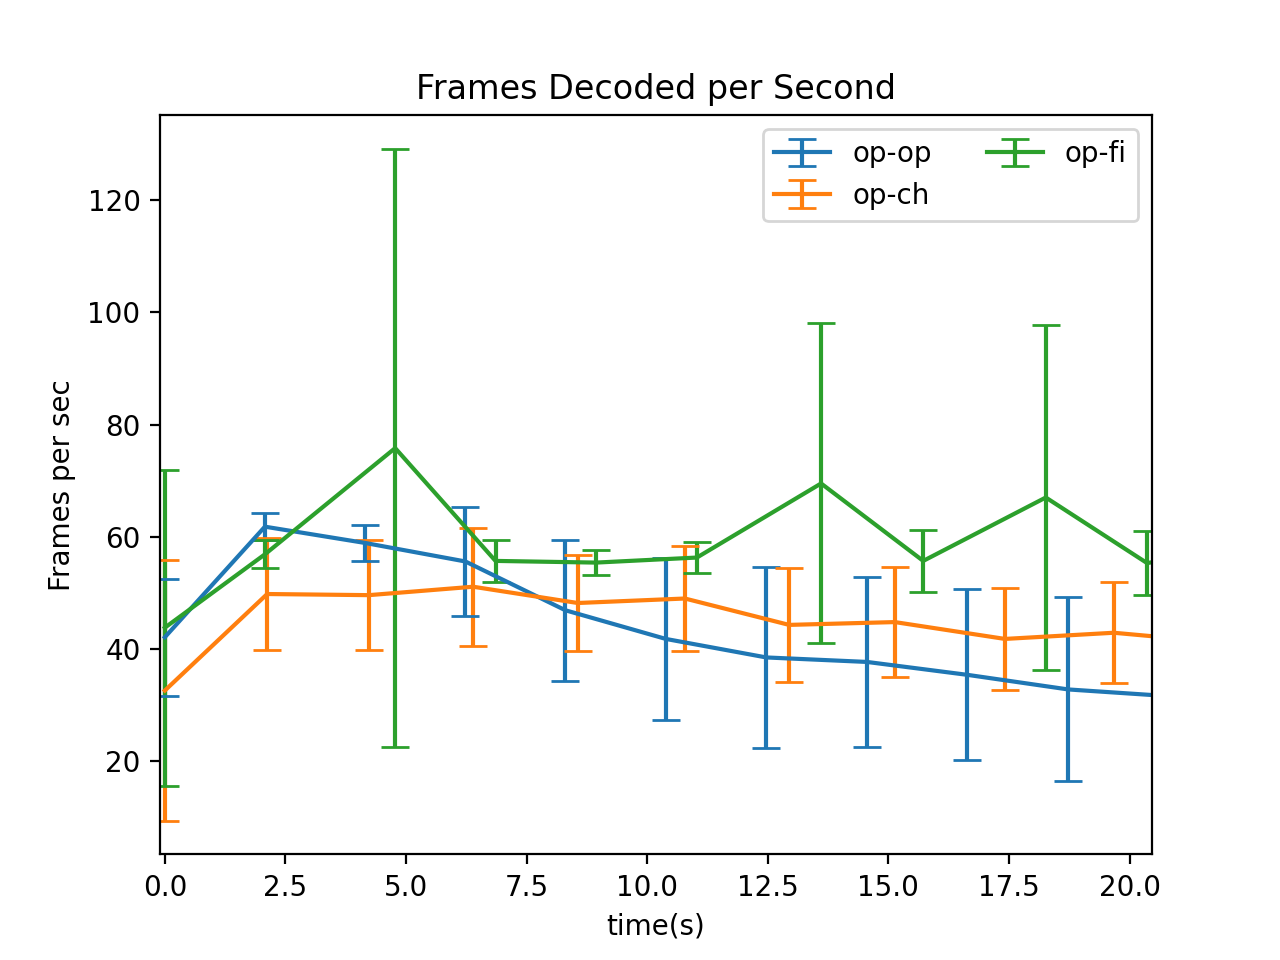 Frames Decoded per Second
op-op
op-fi
op-ch
Frames per sec
120
100
80
60
40
20
0.0 2.5 5.0 7.5 10.0 12.5 15.0 17.5 20.0
time(s)